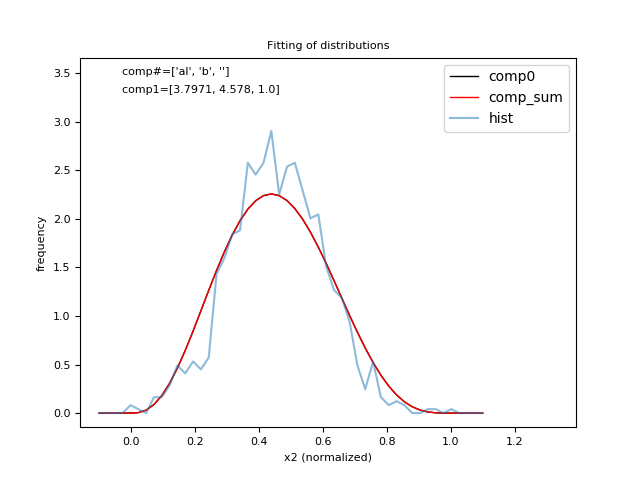 Fitting of distributions
comp#=['al', 'b', '']
comp1=[3.7971, 4.578, 1.0]
comp0
comp_sum
hist
3.5
3.0
2.5
2.0
1.5
1.0
0.5
0.0
frequency
0.0 0.2 0.4 0.6 0.8 1.0 1.2
x2 (normalized)